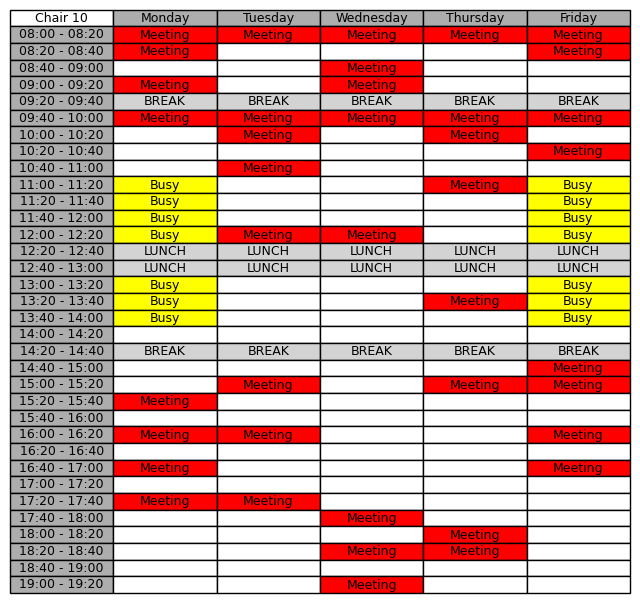 Chair 10 Monday Tuesday Wednesday Thursday Friday
08:00 - 08:20 Meeting Meeting Meeting Meeting Meeting
08:20 - 08:40 Meeting Meeting
08:40 - 09:00 Meeting
09:00 - 09:20 Meeting Meeting
09:20 - 09:40 BREAK BREAK BREAK BREAK BREAK
09:40 - 10:00 Meeting Meeting Meeting Meeting Meeting
10:00 - 10:20 Meeting Meeting
10:20 - 10:40 Meeting
10:40 - 11:00 Meeting
11:00 - 11:20 Busy Meeting Busy
11:20 - 11:40 Busy Busy
11:40 - 12:00 Busy Busy
12:00 - 12:20 Busy Meeting Meeting Busy
12:20 - 12:40 LUNCH LUNCH LUNCH LUNCH LUNCH
12:40 - 13:00 LUNCH LUNCH LUNCH LUNCH LUNCH
13:00 - 13:20 Busy Busy
13:20 - 13:40 Busy Meeting Busy
13:40 - 14:00 Busy Busy
14:00 - 14:20
14:20 - 14:40 BREAK BREAK BREAK BREAK BREAK
14:40 - 15:00 Meeting
15:00 - 15:20 Meeting Meeting Meeting
15:20 - 15:40 Meeting
15:40 - 16:00
16:00 - 16:20 Meeting Meeting Meeting
16:20 - 16:40
16:40 - 17:00 Meeting Meeting
17:00 - 17:20
17:20 - 17:40 Meeting Meeting
17:40 - 18:00 Meeting
18:00 - 18:20 Meeting
18:20 - 18:40 Meeting Meeting
18:40 - 19:00
19:00 - 19:20 Meeting